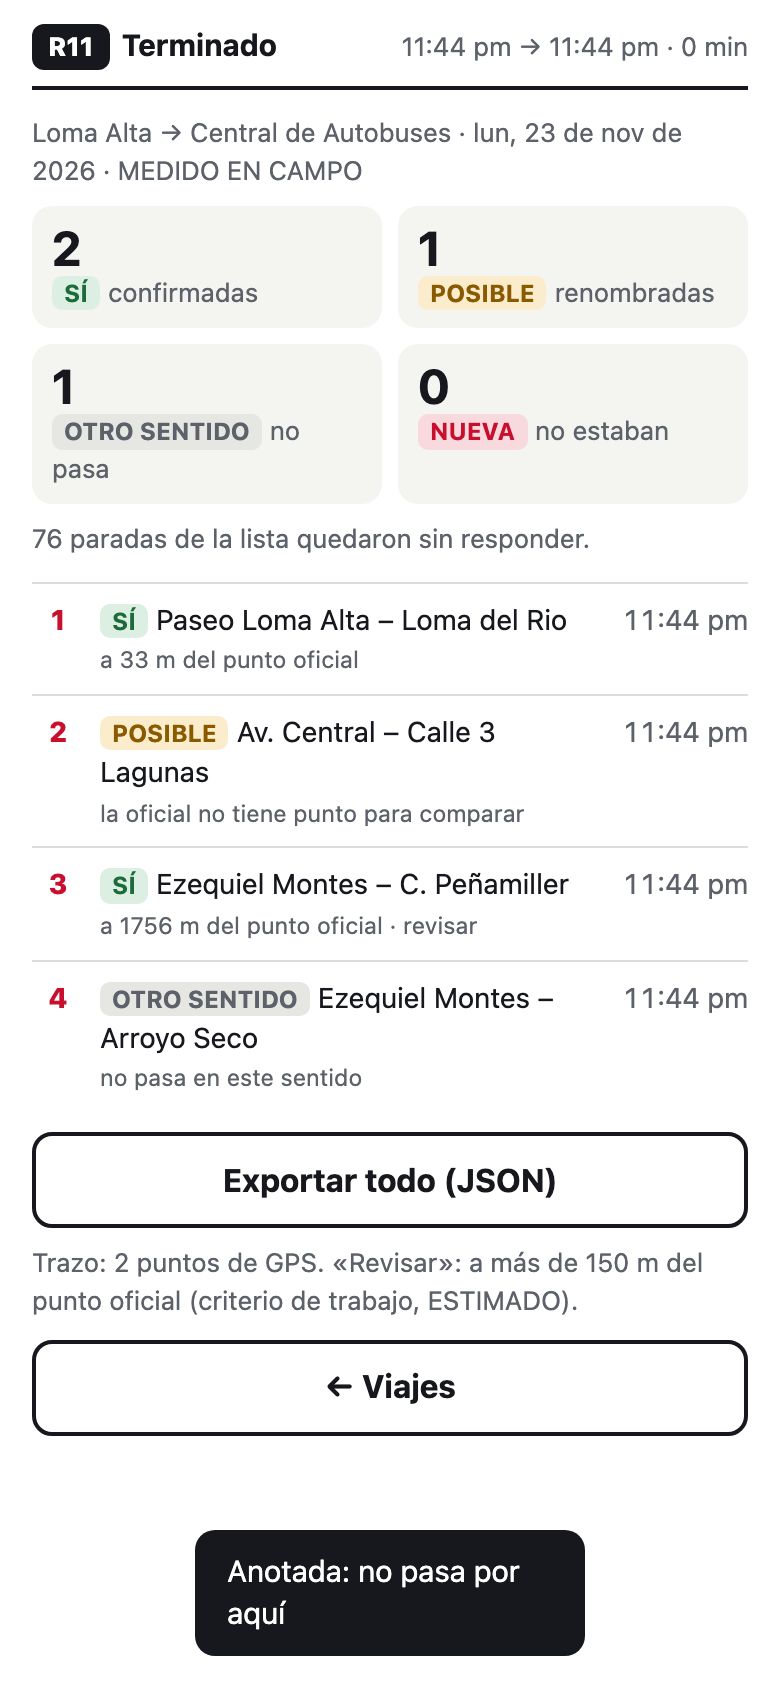 R11 Terminado 11:44 pm → 11:44 pm · 0 min
Loma Alta → Central de Autobuses · lun, 23 de nov de
2026 · MEDIDO EN CAMPO
2
SÍ confirmadas
1
POSIBLE renombradas
1
OTRO SENTIDO no
pasa
0
NUEVA no estaban
76 paradas de la lista quedaron sin responder.
1 SÍ Paseo Loma Alta – Loma del Rio 11:44 pm
a 33 m del punto oficial
2 POSIBLE Av. Central – Calle 3 11:44 pm
Lagunas
la oficial no tiene punto para comparar
3 SÍ Ezequiel Montes – C. Peñamiller 11:44 pm
a 1756 m del punto oficial · revisar
4 OTRO SENTIDO Ezequiel Montes – 11:44 pm
Arroyo Seco
no pasa en este sentido
Exportar todo (JSON)
Trazo: 2 puntos de GPS. «Revisar»: a más de 150 m del
punto oficial (criterio de trabajo, ESTIMADO).
← Viajes
Anotada: no pasa por
aquí